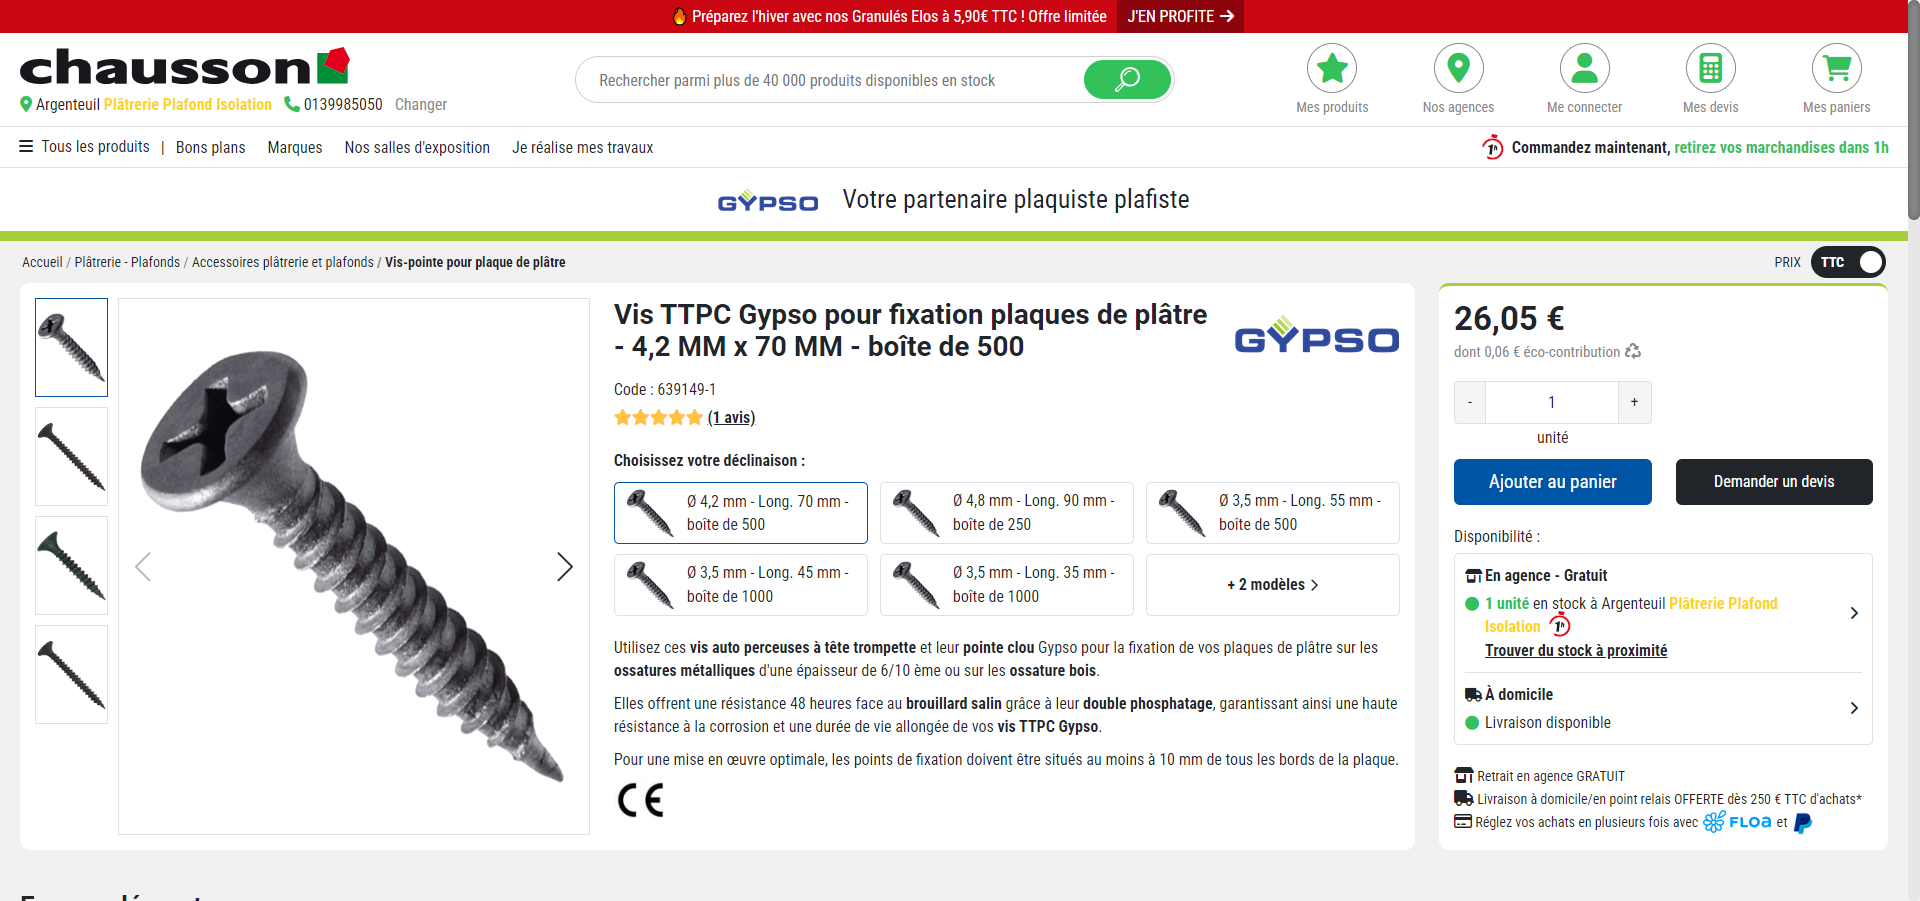 Préparez l'hiver avec nos Granulés Elos à 5,90€ TTC ! Offre limitée J'EN PROFITE
chausson
Argenteuil Plâtrerie Plafond Isolation 0139985050 Changer
Rechercher parmi plus de 40 000 produits disponibles en stock
Mes produits
Nos agences
Me connecter
Mes devis
Mes paniers
Tous les produits | Bons plans Marques Nos salles d'exposition Je réalise mes travaux
1h Commandez maintenant, retirez vos marchandises dans 1h
GYPSO Votre partenaire plaquiste plafiste
Accueil / Plâtrerie - Plafonds / Accessoires plâtrerie et plafonds / Vis-pointe pour plaque de plâtre
PRIX TTC
Vis TTPC Gypso pour fixation plaques de plâtre
- 4,2 MM x 70 MM - boîte de 500
GYPSO
Code : 639149-1
(1 avis)
Choisissez votre déclinaison :
Ø 4,2 mm - Long. 70 mm -
boîte de 500
Ø 4,8 mm - Long. 90 mm -
boîte de 250
Ø 3,5 mm - Long. 55 mm -
boîte de 500
Ø 3,5 mm - Long. 45 mm -
boîte de 1000
Ø 3,5 mm - Long. 35 mm -
boîte de 1000
+ 2 modèles
Utilisez ces vis auto perceuses à tête trompette et leur pointe clou Gypso pour la fixation de vos plaques de plâtre sur les
ossatures métalliques d'une épaisseur de 6/10 ème ou sur les ossature bois.
Elles offrent une résistance 48 heures face au brouillard salin grâce à leur double phosphatage, garantissant ainsi une haute
résistance à la corrosion et une durée de vie allongée de vos vis TTPC Gypso.
Pour une mise en œuvre optimale, les points de fixation doivent être situés au moins à 10 mm de tous les bords de la plaque.
CE
26,05 €
dont 0,06 € éco-contribution
- 1 +
unité
Ajouter au panier
Demander un devis
Disponibilité :
En agence - Gratuit
1 unité en stock à Argenteuil Plâtrerie Plafond
Isolation 1h
Trouver du stock à proximité
À domicile
Livraison disponible
Retrait en agence GRATUIT
Livraison à domicile/en point relais OFFERTE dès 250 € TTC d'achats*
Réglez vos achats en plusieurs fois avec FLOA et